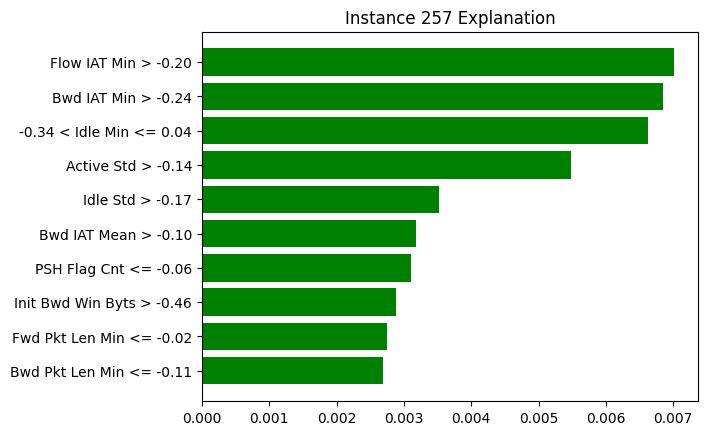 Instance 257 Explanation
Flow IAT Min > -0.20
Bwd IAT Min > -0.24
-0.34 < Idle Min <= 0.04
Active Std > -0.14
Idle Std > -0.17
Bwd IAT Mean > -0.10
PSH Flag Cnt <= -0.06
Init Bwd Win Byts > -0.46
Fwd Pkt Len Min <= -0.02
Bwd Pkt Len Min <= -0.11
0.000 0.001 0.002 0.003 0.004 0.005 0.006 0.007